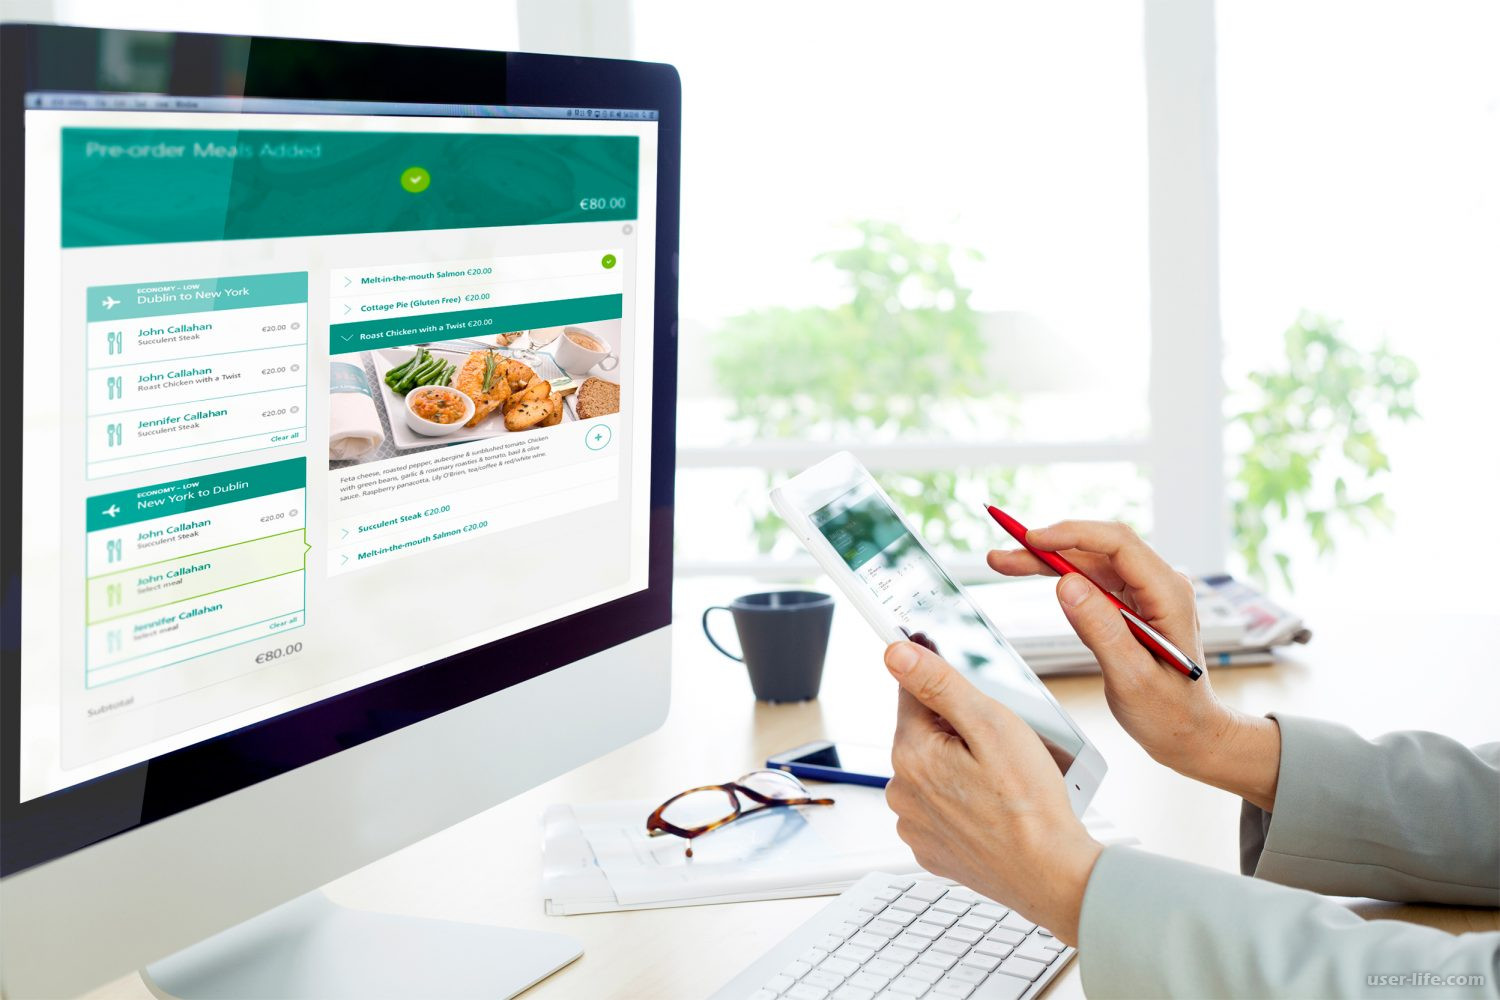 Pre-order Meals Added
€80.00
ECONOMY – LOW
Dublin to New York
John Callahan
Succulent Steak
€20.00
John Callahan
Roast Chicken with a Twist
€20.00
Jennifer Callahan
Succulent Steak
€20.00
Clear all
ECONOMY – LOW
New York to Dublin
John Callahan
Succulent Steak
€20.00
John Callahan
Select meal
Jennifer Callahan
Select meal
Clear all
€80.00
Subtotal
Melt-in-the-mouth Salmon €20.00
Cottage Pie (Gluten Free) €20.00
Roast Chicken with a Twist €20.00
Feta cheese, roasted pepper, aubergine & sunblushed tomato. Chicken
with green beans, garlic & rosemary roasties & tomato, basil & olive
sauce. Raspberry panacotta, Lily O'Brien, tea/coffee & red/white wine.
Succulent Steak €20.00
Melt-in-the-mouth Salmon €20.00
user-life.com